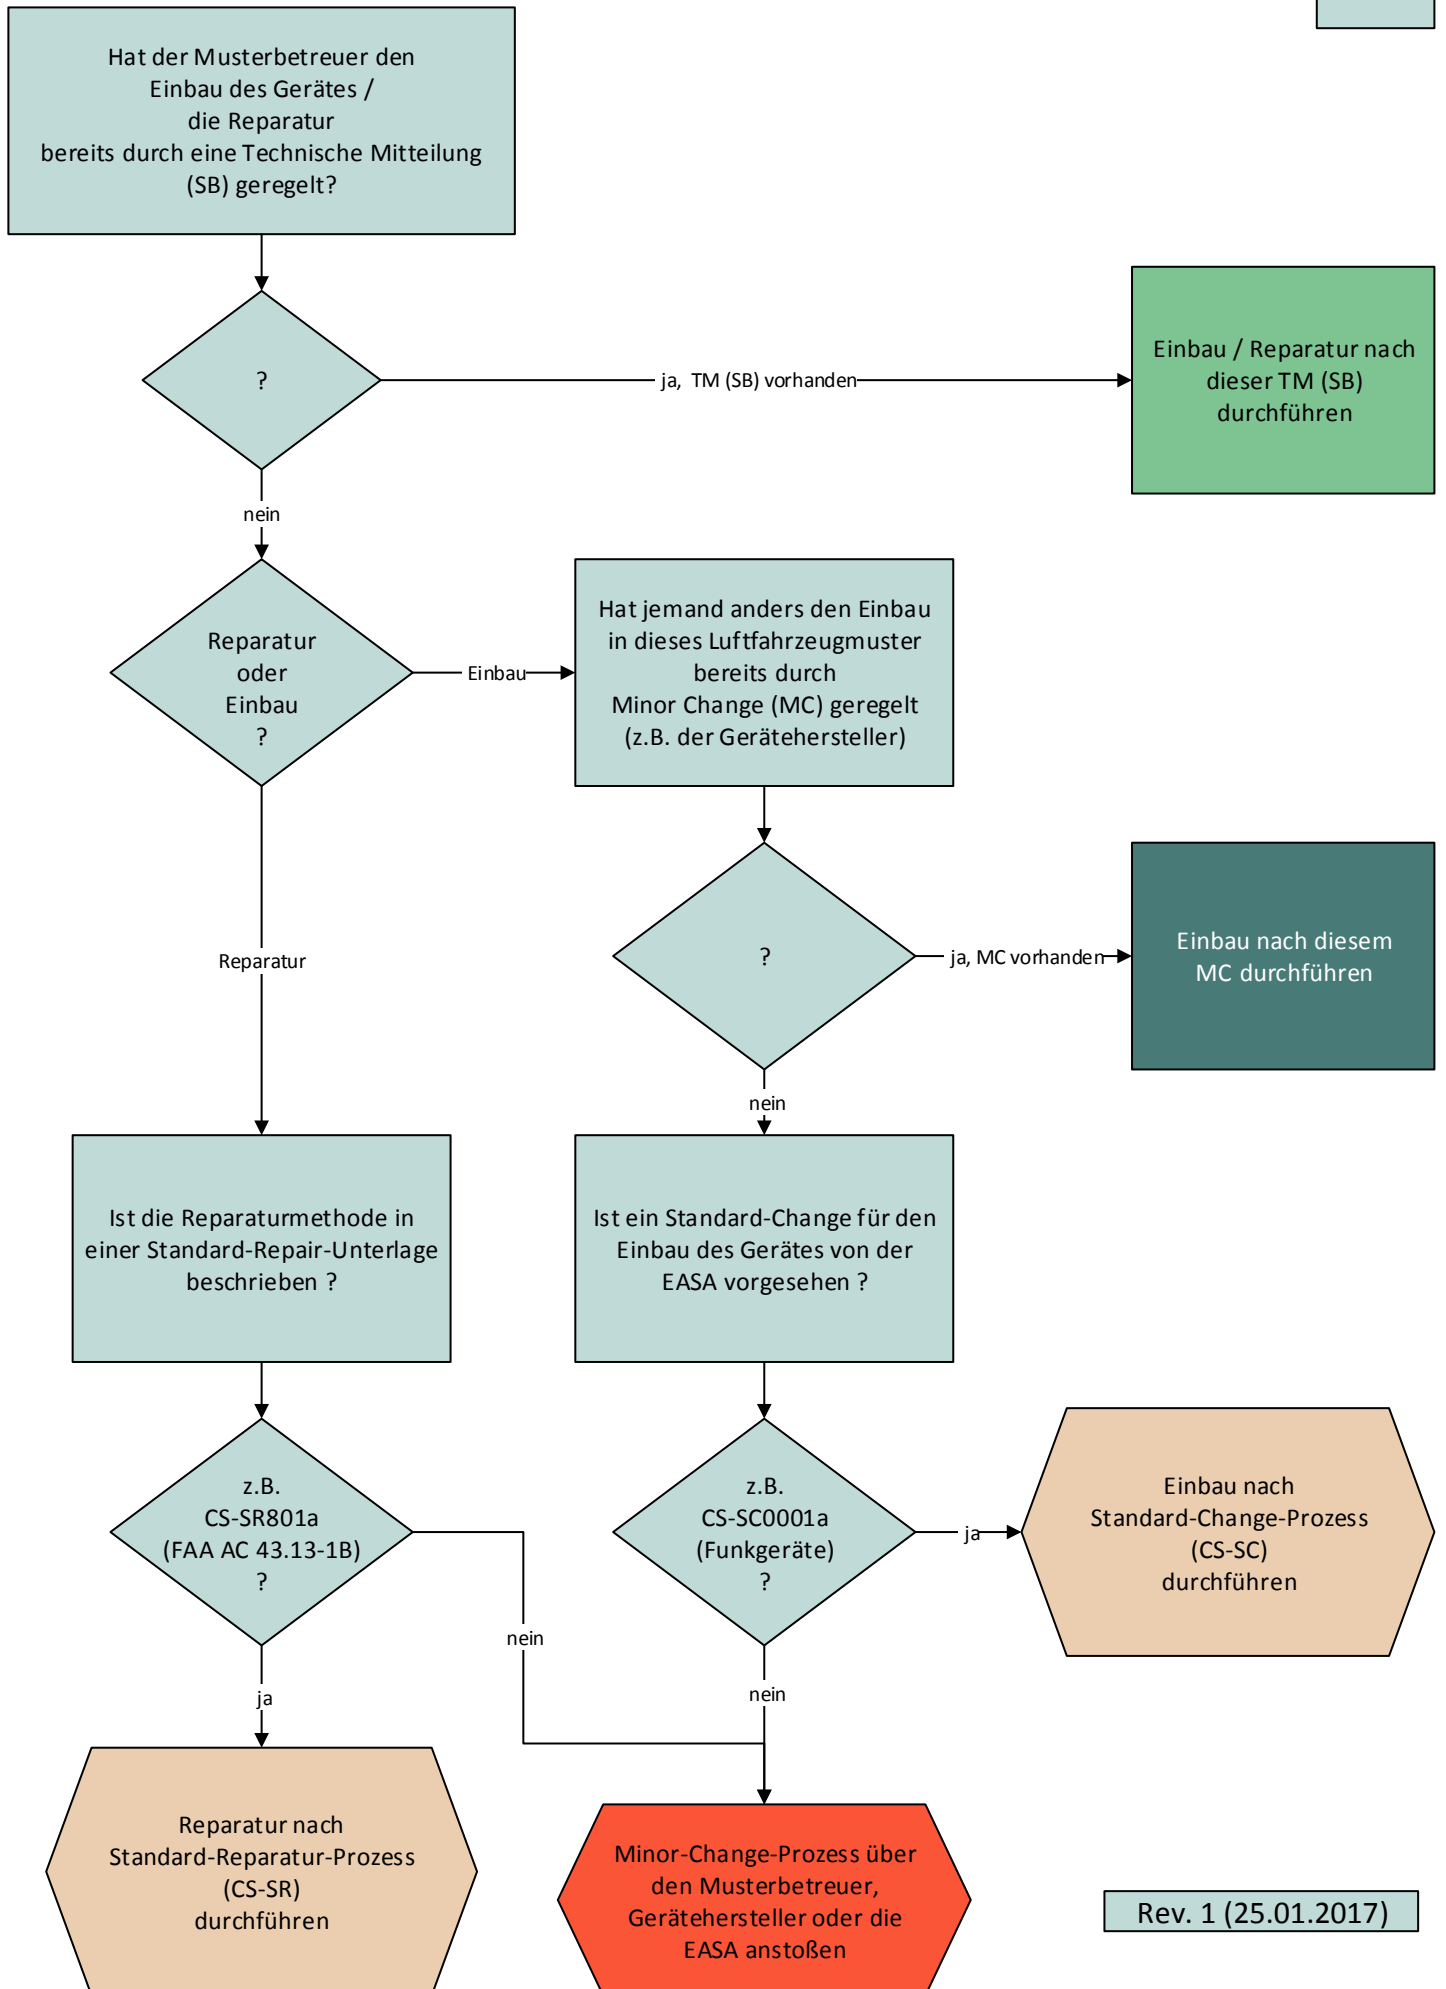 Hat der Musterbetreuer den
Einbau des Gerätes /
die Reparatur
bereits durch eine Technische Mitteilung
(SB) geregelt?
?
ja, TM (SB) vorhanden
Einbau / Reparatur nach
dieser TM (SB)
durchführen
nein
Reparatur
oder
Einbau
?
Einbau
Hat jemand anders den Einbau
in dieses Luftfahrzeugmuster
bereits durch
Minor Change (MC) geregelt
(z.B. der Gerätehersteller)
?
ja, MC vorhanden
Einbau nach diesem
MC durchführen
Reparatur
nein
Ist die Reparaturmethode in
einer Standard-Repair-Unterlage
beschrieben ?
Ist ein Standard-Change für den
Einbau des Gerätes von der
EASA vorgesehen ?
z.B.
CS-SR801a
(FAA AC 43.13-1B)
?
z.B.
CS-SC0001a
(Funkgeräte)
?
ja
Einbau nach
Standard-Change-Prozess
(CS-SC)
durchführen
nein
ja
nein
Reparatur nach
Standard-Reparatur-Prozess
(CS-SR)
durchführen
Minor-Change-Prozess über
den Musterbetreuer,
Gerätehersteller oder die
EASA anstoßen
Rev. 1 (25.01.2017)